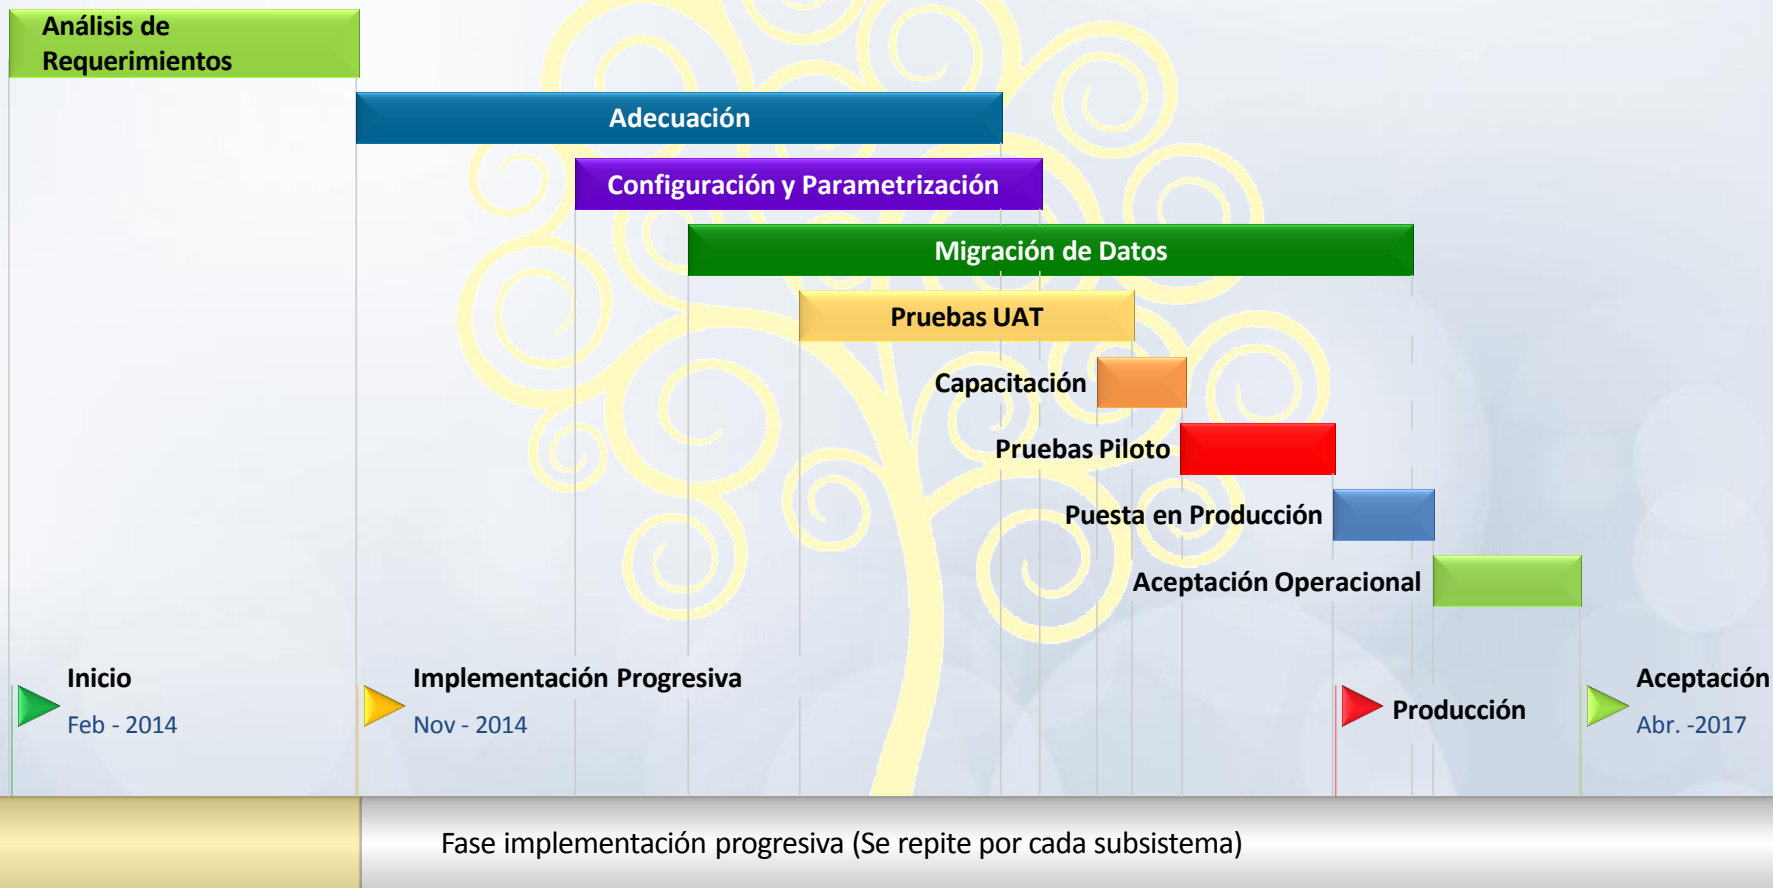 Análisis de
Requerimientos
Adecuación
Configuración y Parametrización
Migración de Datos
Pruebas UAT
Capacitación
Pruebas Piloto
Puesta en Producción
Aceptación Operacional
Inicio
Feb - 2014
Implementación Progresiva
Nov - 2014
Producción
Aceptación
Abr. -2017
Fase implementación progresiva (Se repite por cada subsistema)